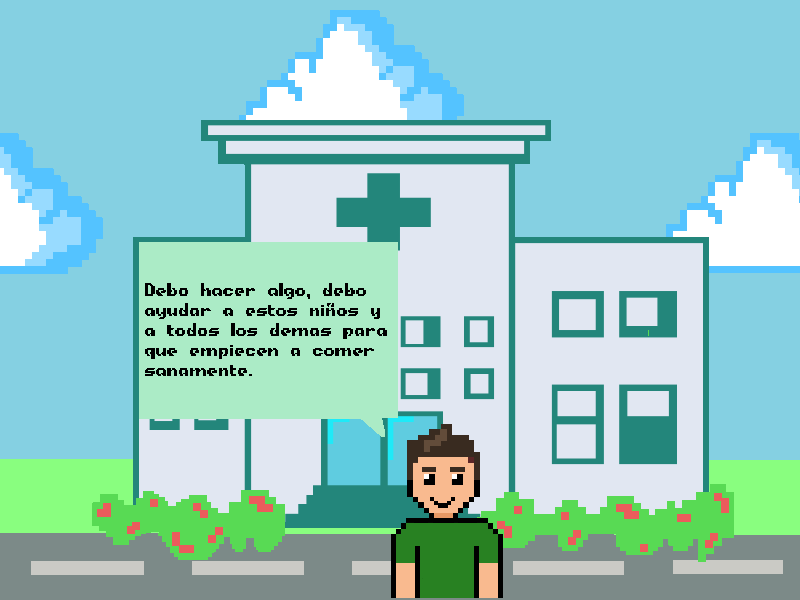 Debo hacer algo, debo
ayudar a estos niños y
a todos los demas para
que empiecen a comer
sanamente.